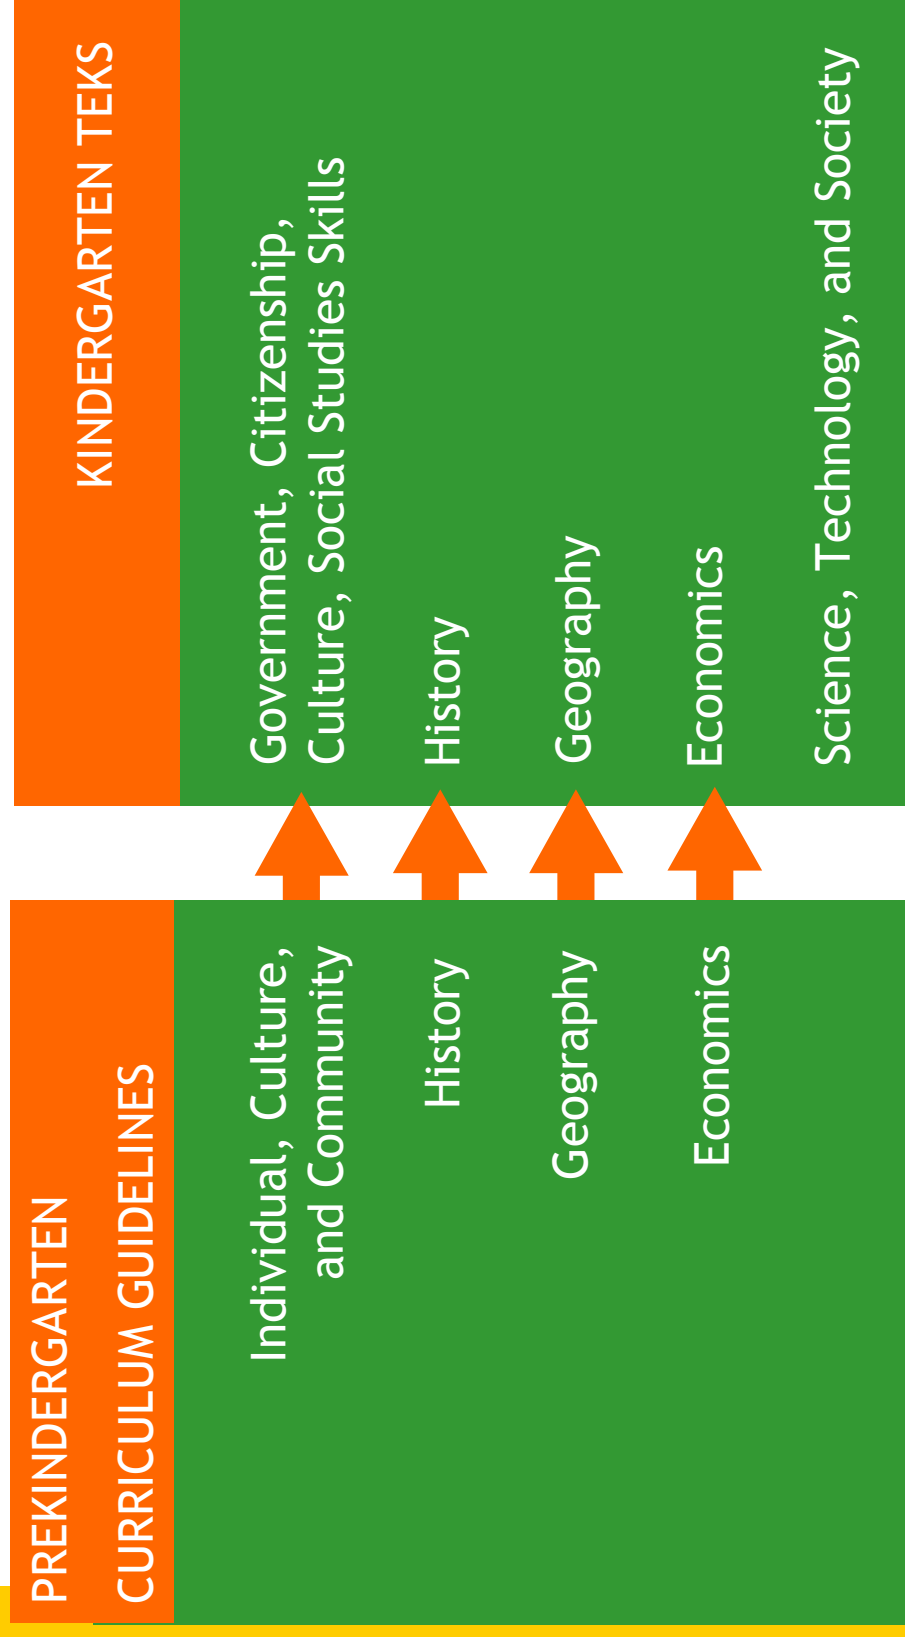 PREKINDERGARTEN
CURRICULUM GUIDELINES
Individual, Culture,
and Community
History
Geography
Economics
KINDERGARTEN TEKS
Government, Citizenship,
Culture, Social Studies Skills
History
Geography
Economics
Science, Technology, and Society